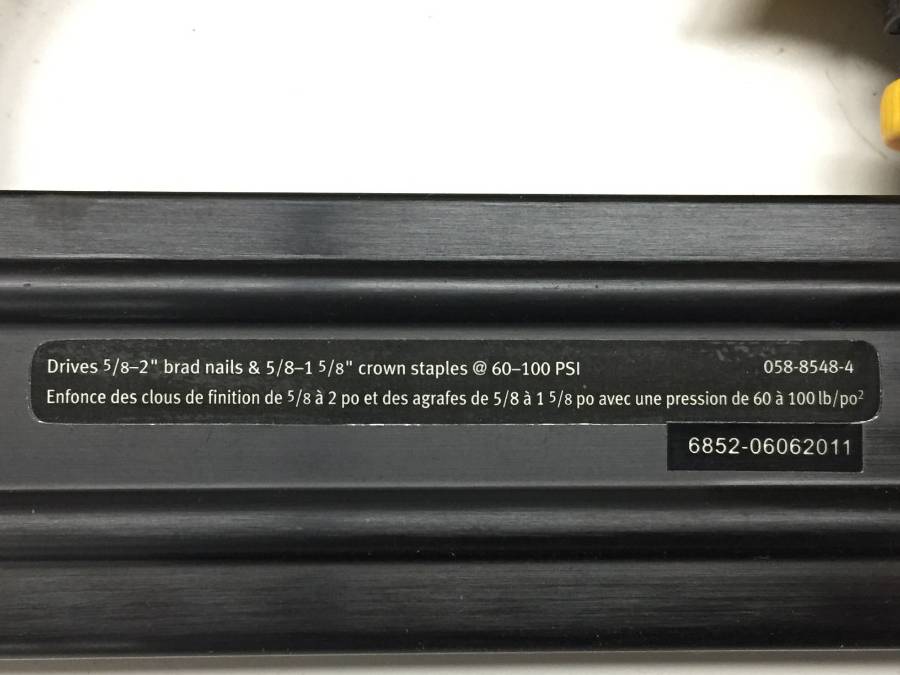 Drives 5/8–2" brad nails & 5/8–1 5/8" crown staples @ 60–100 PSI 058-8548-4
Enfonce des clous de finition de 5/8 à 2 po et des agrafes de 5/8 à 1 5/8 po avec une pression de 60 à 100 lb/po²
6852-06062011